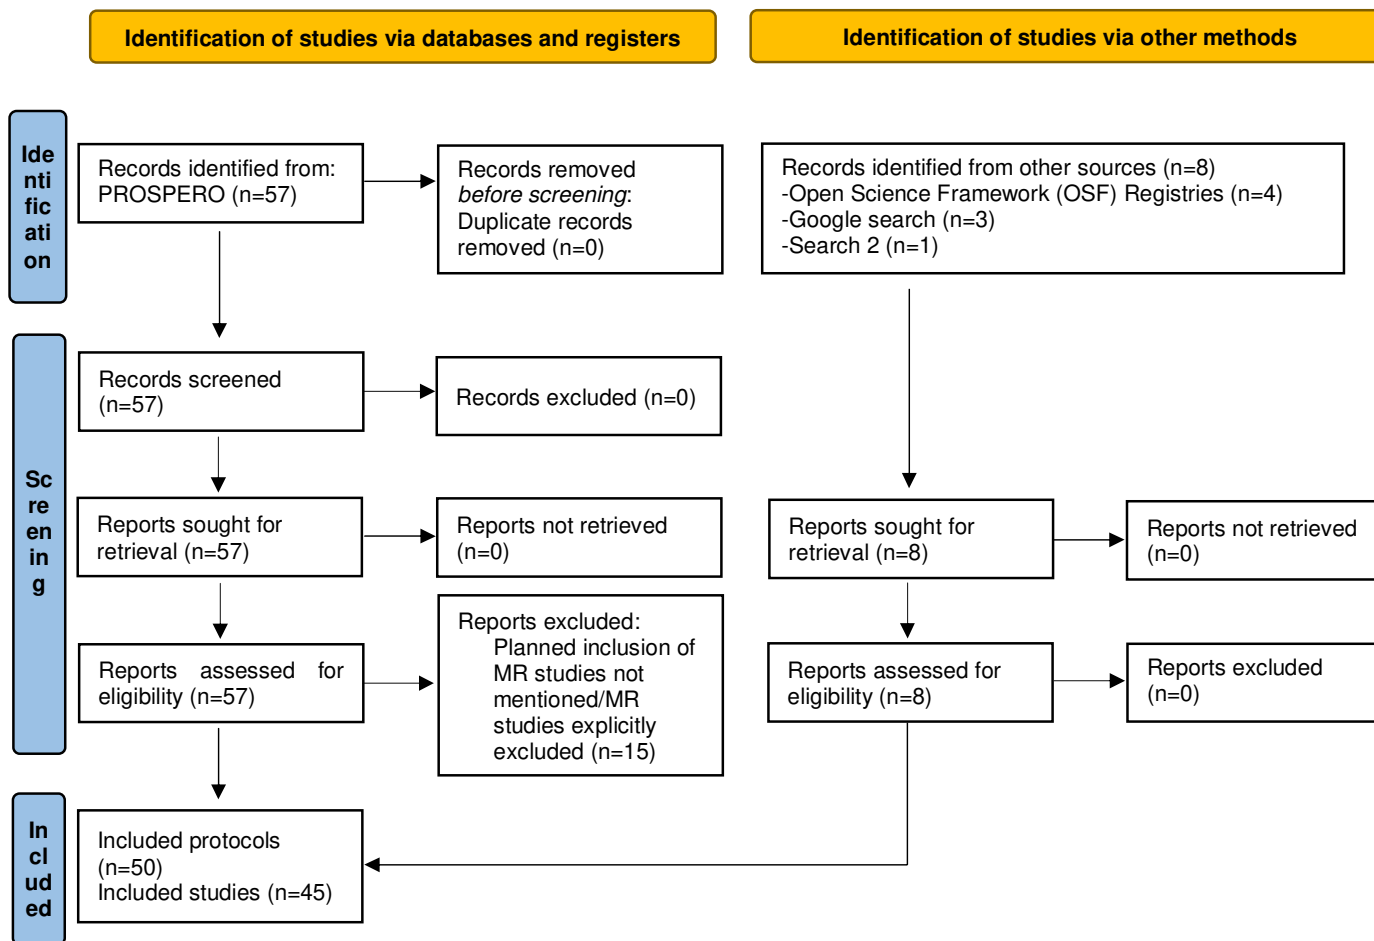 Identification of studies via databases and registers
Identification of studies via other methods
Ide
nti
fic
ati
on
Records identified from:
PROSPERO (n=57)
Records removed
before screening:
Duplicate records
removed (n=0)
Records identified from other sources (n=8)
-Open Science Framework (OSF) Registries (n=4)
-Google search (n=3)
-Search 2 (n=1)
Sc
re
en
in
g
Records screened
(n=57)
Records excluded (n=0)
Reports sought for
retrieval (n=57)
Reports not retrieved
(n=0)
Reports sought for
retrieval (n=8)
Reports not retrieved
(n=0)
Reports assessed for
eligibility (n=57)
Reports excluded:
Planned inclusion of
MR studies not
mentioned/MR
studies explicitly
excluded (n=15)
Reports assessed for
eligibility (n=8)
Reports excluded
(n=0)
In
cl
ud
ed
Included protocols
(n=50)
Included studies (n=45)